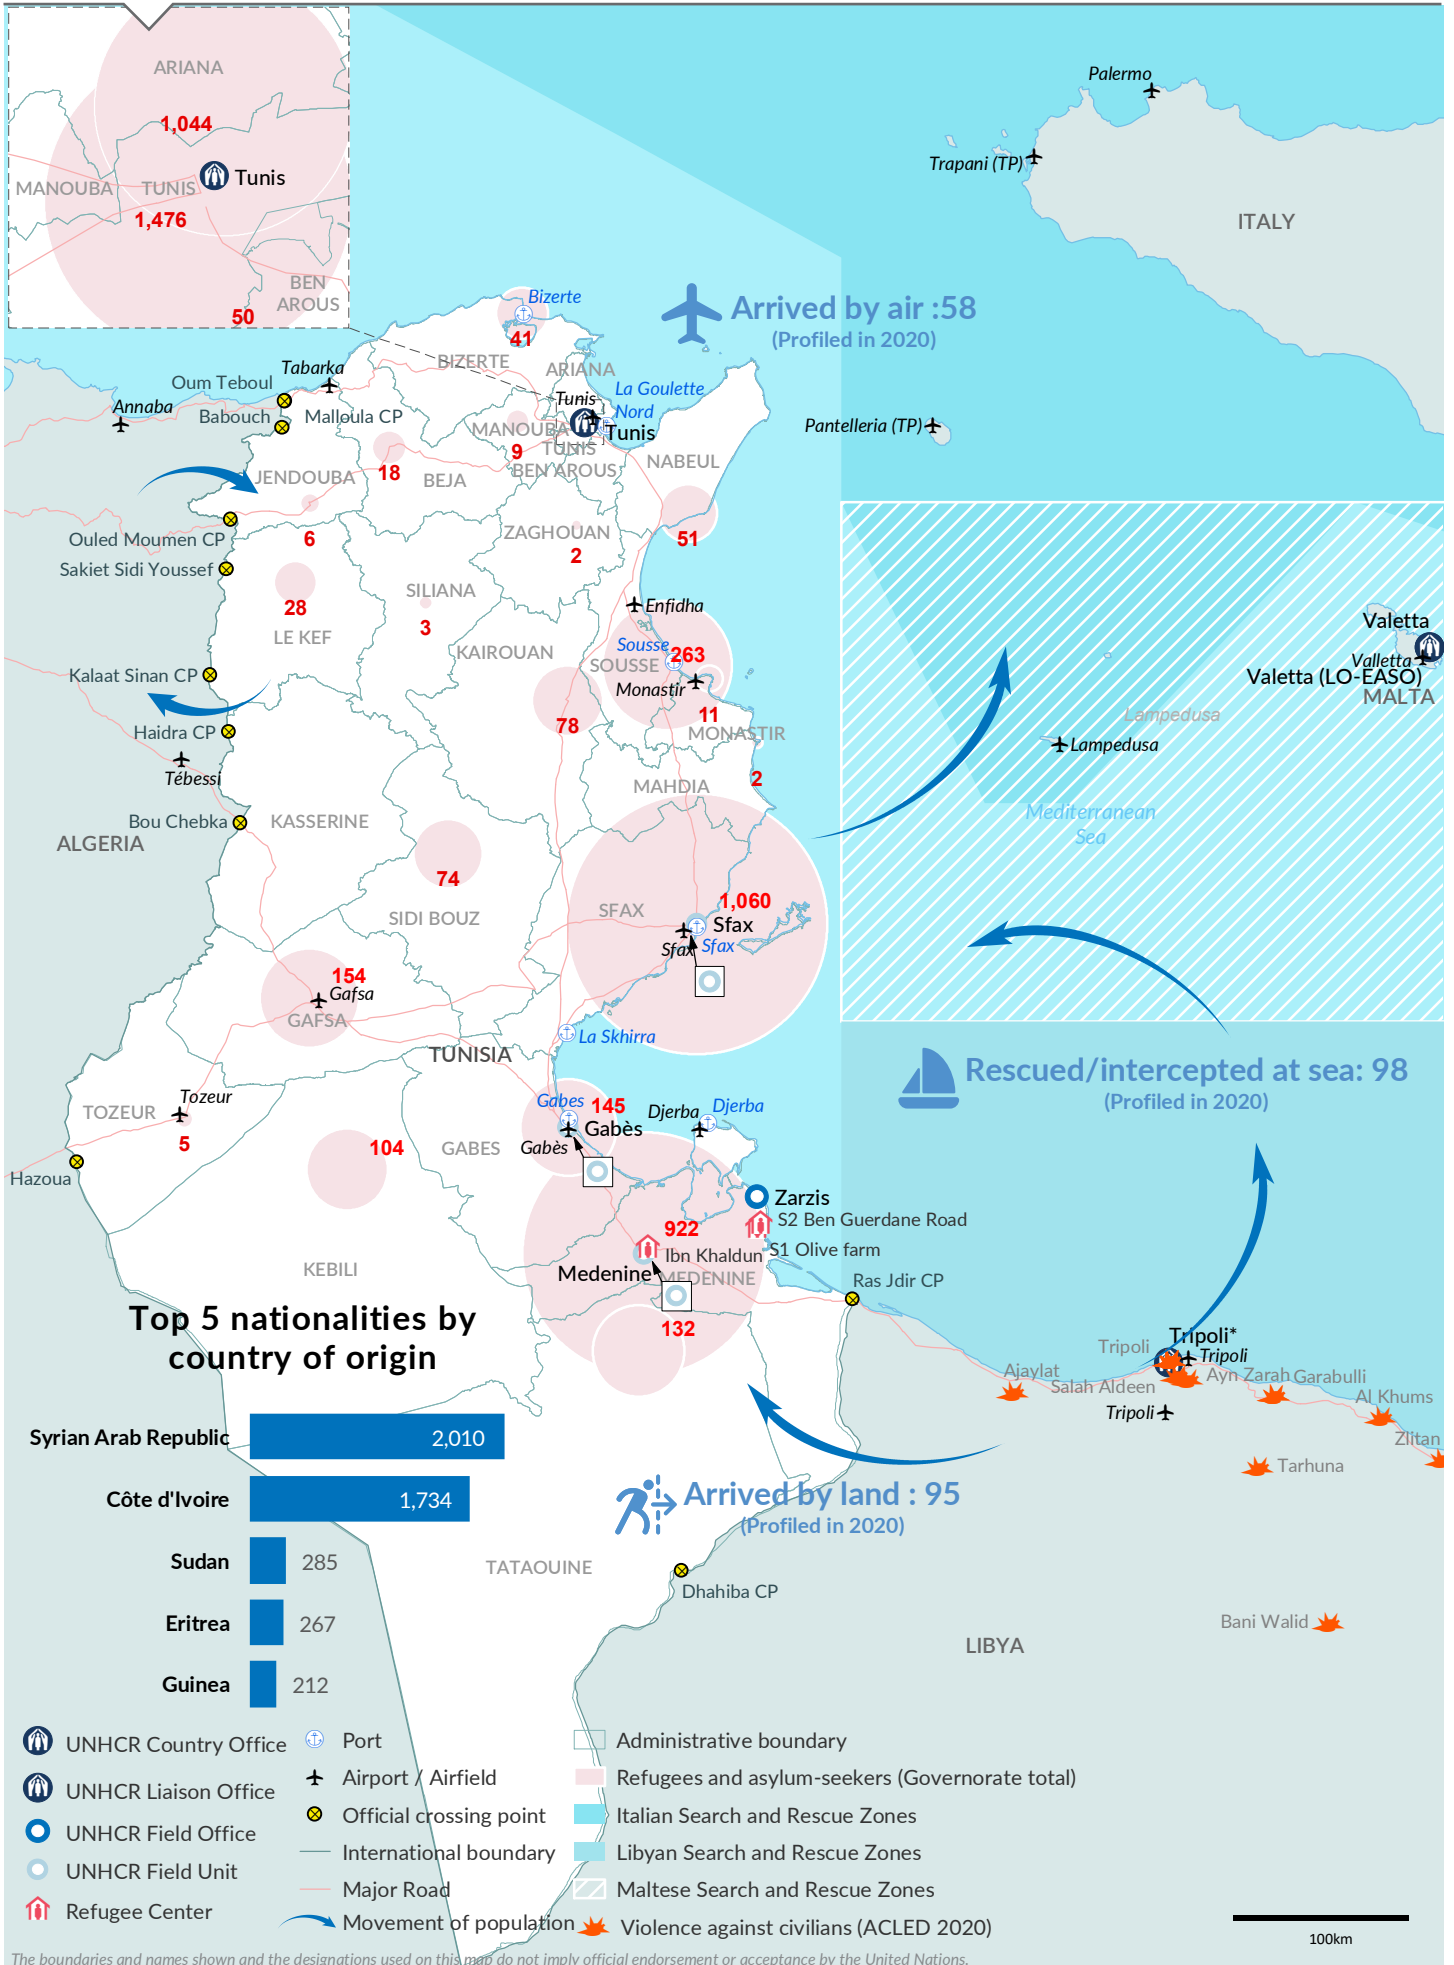 ARIANA
1,044
MANOUBA
TUNIS
Tunis
1,476
BEN
AROUS
50
Palermo
Trapani (TP)
ITALY
Bizerte
41
BIZERTE
Arrived by air :58
(Profiled in 2020)
ARIANA
La Goulette
Nord
Tunis
Tunis
Tabarka
Oum Teboul
Annaba
Babouch
Malloula CP
MANOUBA
9
TUNIS
BEN AROUS
NABEUL
Pantelleria (TP)
18
JENDOUBA
BEJA
ZAGHOUAN
2
51
Ouled Moumen CP
6
Sakiet Sidi Youssef
28
LE KEF
SILIANA
3
Enfidha
Sousse
263
SOUSSE
KAIROUAN
Monastir
11
MONASTIR
78
2
MAHDIA
Valetta
Valletta
Valetta (LO-EASO)
MALTA
Lampedusa
Lampedusa
Mediterranean
Sea
Kalaat Sinan CP
Haidra CP
Tébessi
Bou Chebka
KASSERINE
ALGERIA
74
SIDI BOUZ
SFAX
1,060
Sfax
Sfax
Sfax
154
Gafsa
GAFSA
La Skhirra
TUNISIA
Rescued/intercepted at sea: 98
(Profiled in 2020)
Tozeur
TOZEUR
5
Hazoua
104
GABES
Gabes
145
Gabès
Gabès
Djerba
Djerba
Zarzis
S2 Ben Guerdane Road
S1 Olive farm
922
Ibn Khaldun
Medenine
MEDENINE
Ras Jdir CP
132
KEBILI
Top 5 nationalities by
country of origin
Syrian Arab Republic
2,010
Côte d'Ivoire
1,734
Sudan
285
Eritrea
267
Guinea
212
Tripoli*
Tripoli
Tripoli
Ajaylat
Salah Aldeen
Ayn Zarah
Garabulli
Al Khums
Tripoli
Zlitan
Tarhuna
Arrived by land : 95
(Profiled in 2020)
TATAOUINE
Dhahiba CP
Bani Walid
LIBYA
UNHCR Country Office
UNHCR Liaison Office
UNHCR Field Office
UNHCR Field Unit
Refugee Center
Port
Airport / Airfield
Official crossing point
International boundary
Major Road
Movement of population
Administrative boundary
Refugees and asylum-seekers (Governorate total)
Italian Search and Rescue Zones
Libyan Search and Rescue Zones
Maltese Search and Rescue Zones
Violence against civilians (ACLED 2020)
100km
The boundaries and names shown and the designations used on this map do not imply official endorsement or acceptance by the United Nations.